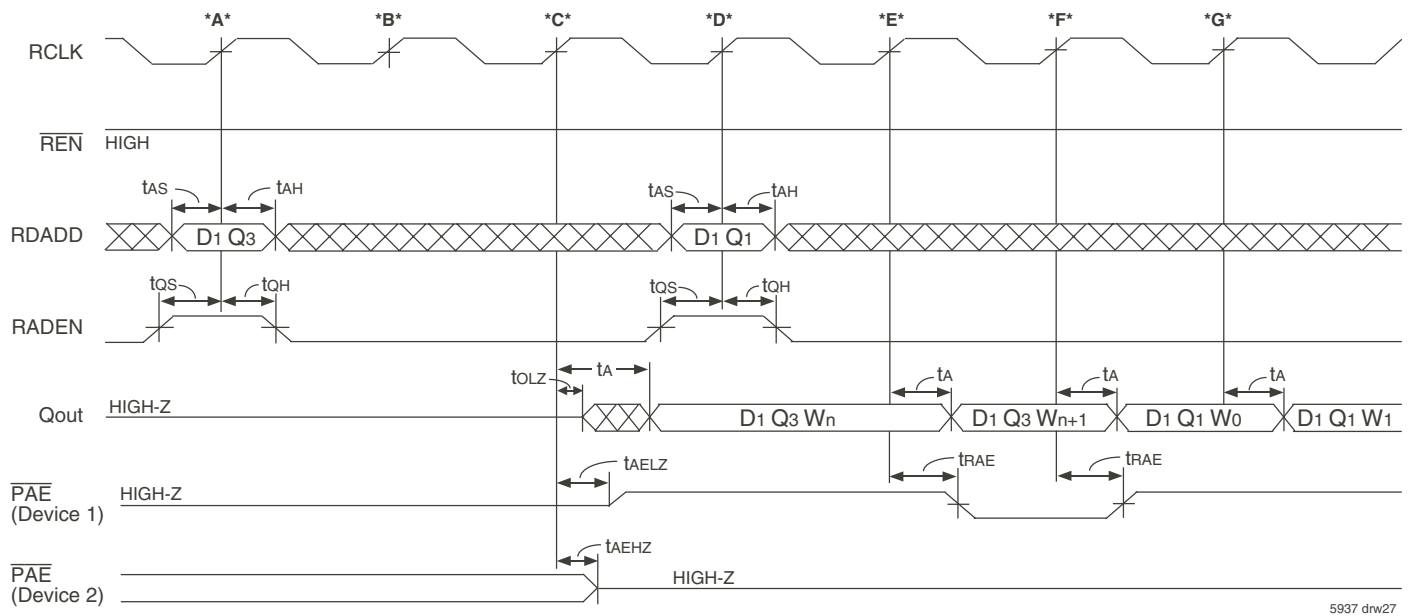 *A* *B* *C* *D* *E* *F* *G*
RCLK
REN HIGH
tAS tAH tAS tAH
RDADD D1 Q3 D1 Q1
tQS tQH tQS tQH
RADEN
tOLZ tA tA tA tA
Qout HIGH-Z D1 Q3 Wn D1 Q3 Wn+1 D1 Q1 W0 D1 Q1 W1
tAELZ tRAE tRAE
PAE HIGH-Z
(Device 1)
tAEHZ
PAE HIGH-Z
(Device 2)
5937 drw27